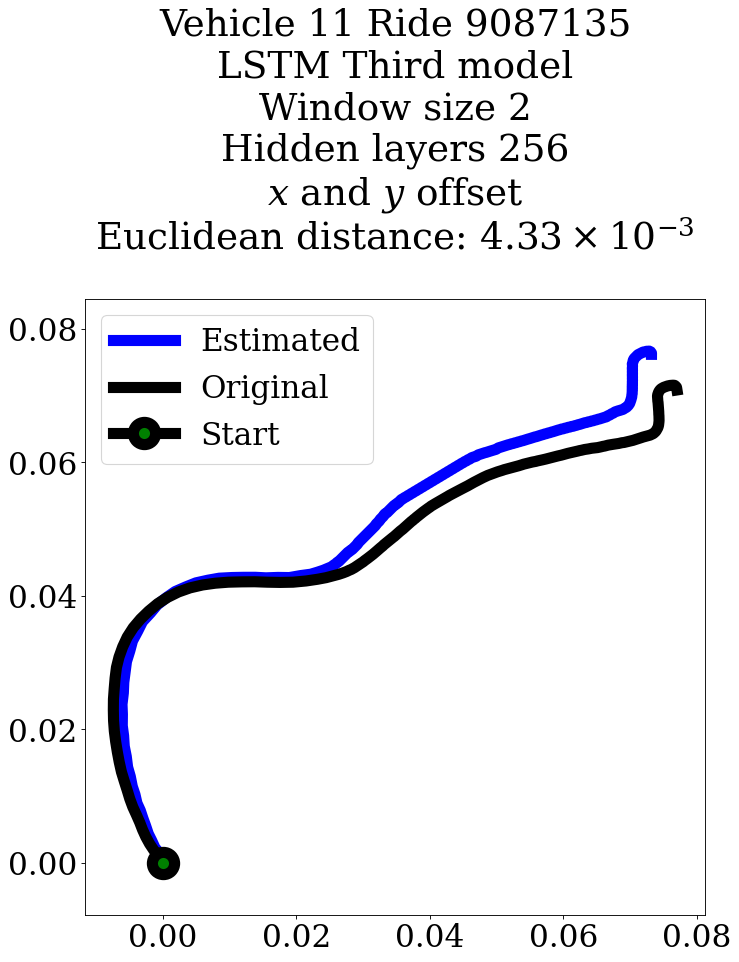 Vehicle 11 Ride 9087135
LSTM Third model
Window size 2
Hidden layers 256
x and y offset
Euclidean distance: 4.33 × 10⁻³
Estimated
Original
Start
0.08
0.06
0.04
0.02
0.00
0.00 0.02 0.04 0.06 0.08